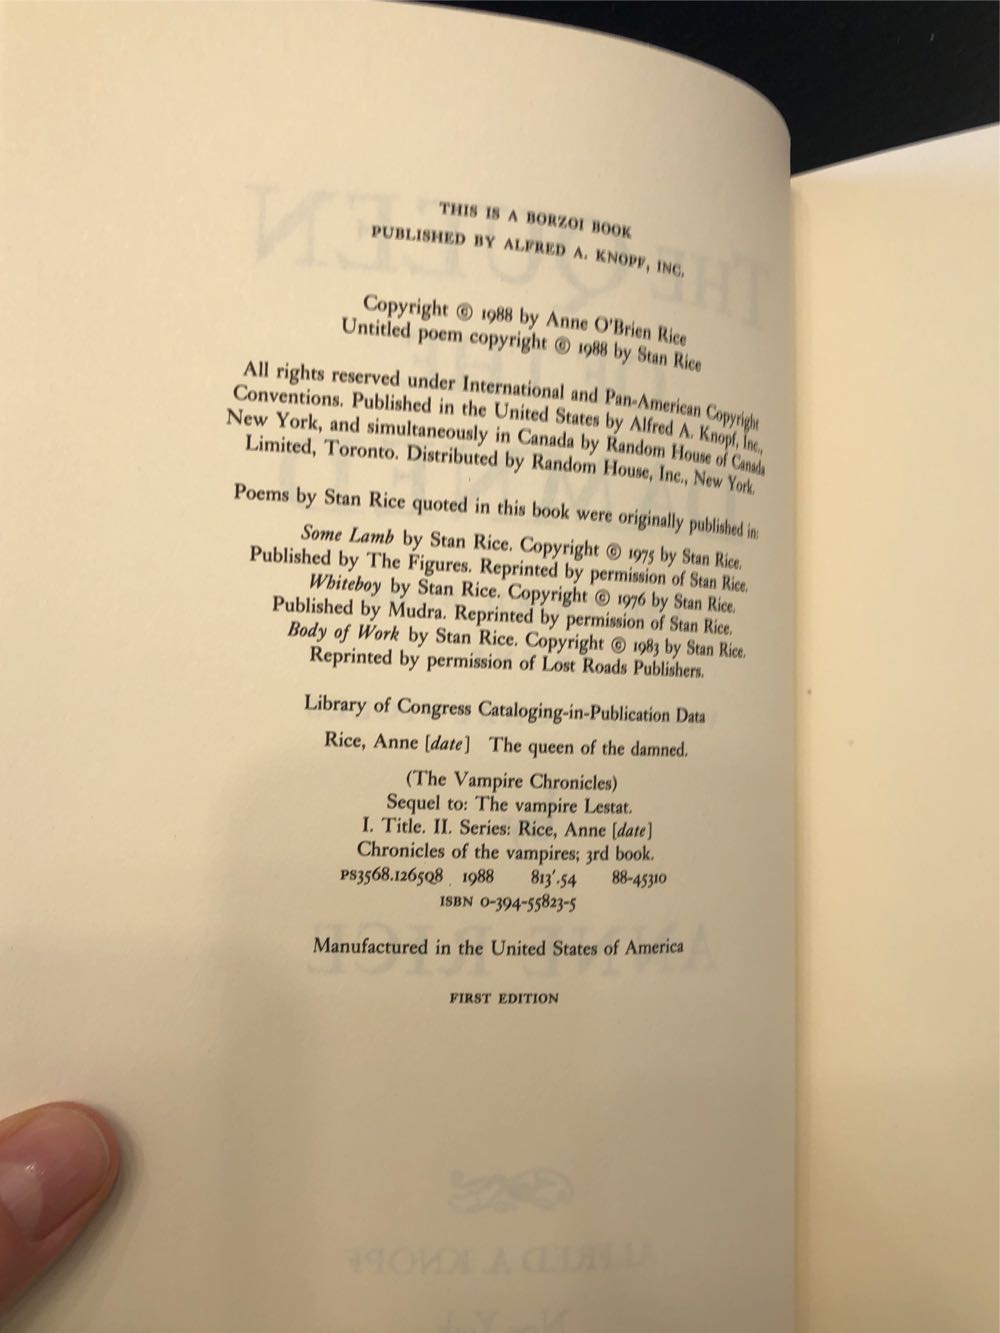 THIS IS A BORZOI BOOK
PUBLISHED BY ALFRED A. KNOPF, INC.
Copyright © 1988 by Anne O'Brien Rice
Untitled poem copyright © 1988 by Stan Rice
All rights reserved under International and Pan-American Copyright
Conventions. Published in the United States by Alfred A. Knopf, Inc.,
New York, and simultaneously in Canada by Random House of Canada
Limited, Toronto. Distributed by Random House, Inc., New York.
Poems by Stan Rice quoted in this book were originally published in:
Some Lamb by Stan Rice. Copyright © 1975 by Stan Rice.
Published by The Figures. Reprinted by permission of Stan Rice.
Whiteboy by Stan Rice. Copyright © 1976 by Stan Rice.
Published by Mudra. Reprinted by permission of Stan Rice.
Body of Work by Stan Rice. Copyright © 1983 by Stan Rice.
Reprinted by permission of Lost Roads Publishers.
Library of Congress Cataloging-in-Publication Data
Rice, Anne [date] The queen of the damned.
(The Vampire Chronicles)
Sequel to: The vampire Lestat.
I. Title. II. Series: Rice, Anne [date]
Chronicles of the vampires; 3rd book.
PS3568.I265Q8 1988 813'.54 88-45310
ISBN 0-394-55823-5
Manufactured in the United States of America
FIRST EDITION